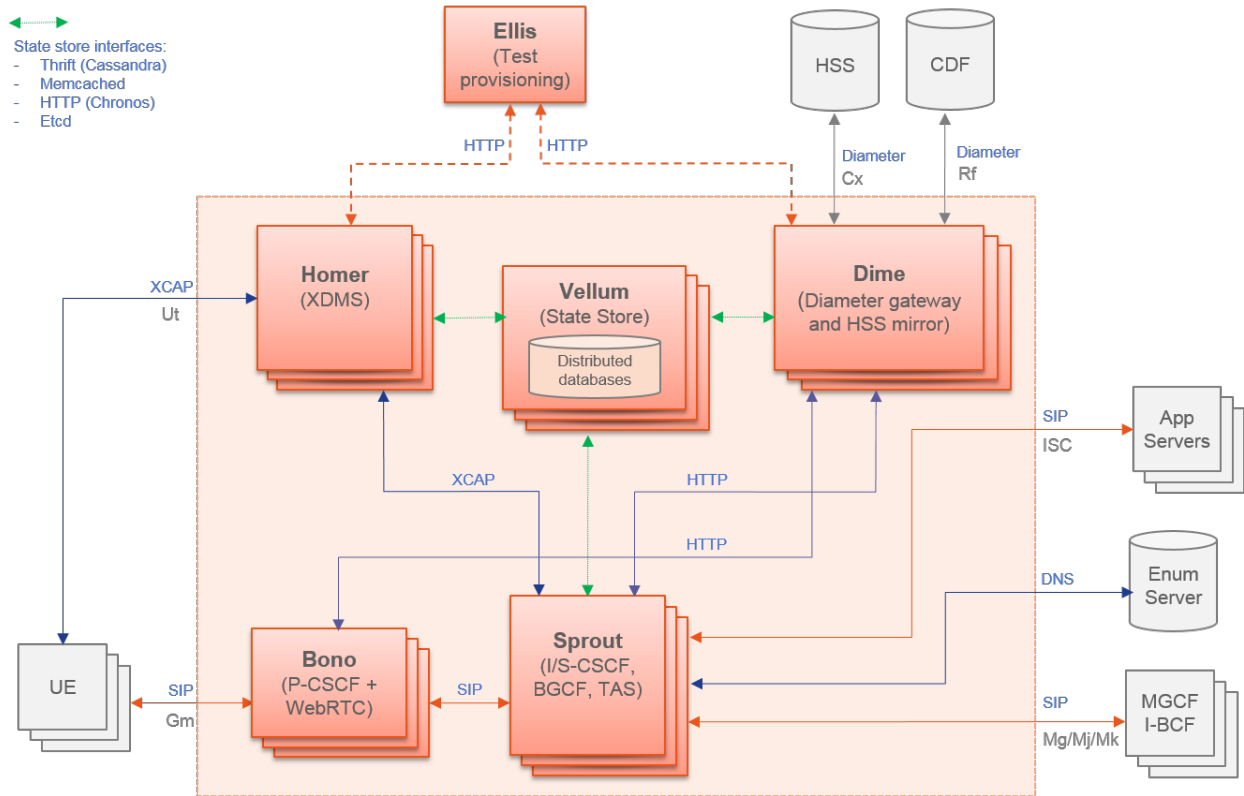 State store interfaces:
- Thrift (Cassandra)
- Memcached
- HTTP (Chronos)
- Etcd
Ellis
(Test
provisioning)
HSS
CDF
HTTP
HTTP
Diameter
Cx
Diameter
Rf
Homer
(XDMS)
Vellum
(State Store)
Distributed
databases
Dime
(Diameter gateway
and HSS mirror)
XCAP
Ut
SIP
ISC
App
Servers
XCAP
HTTP
HTTP
DNS
Enum
Server
UE
SIP
Gm
Bono
(P-CSCF +
WebRTC)
SIP
Sprout
(I/S-CSCF,
BGCF, TAS)
SIP
Mg/Mj/Mk
MGCF
I-BCF